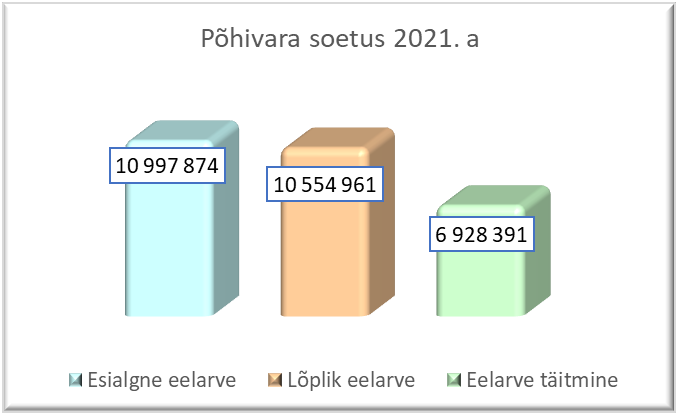 Põhivara soetus 2021. a
10 997 874
10 554 961
6 928 391
Esialgne eelarve Lõplik eelarve Eelarve täitmine